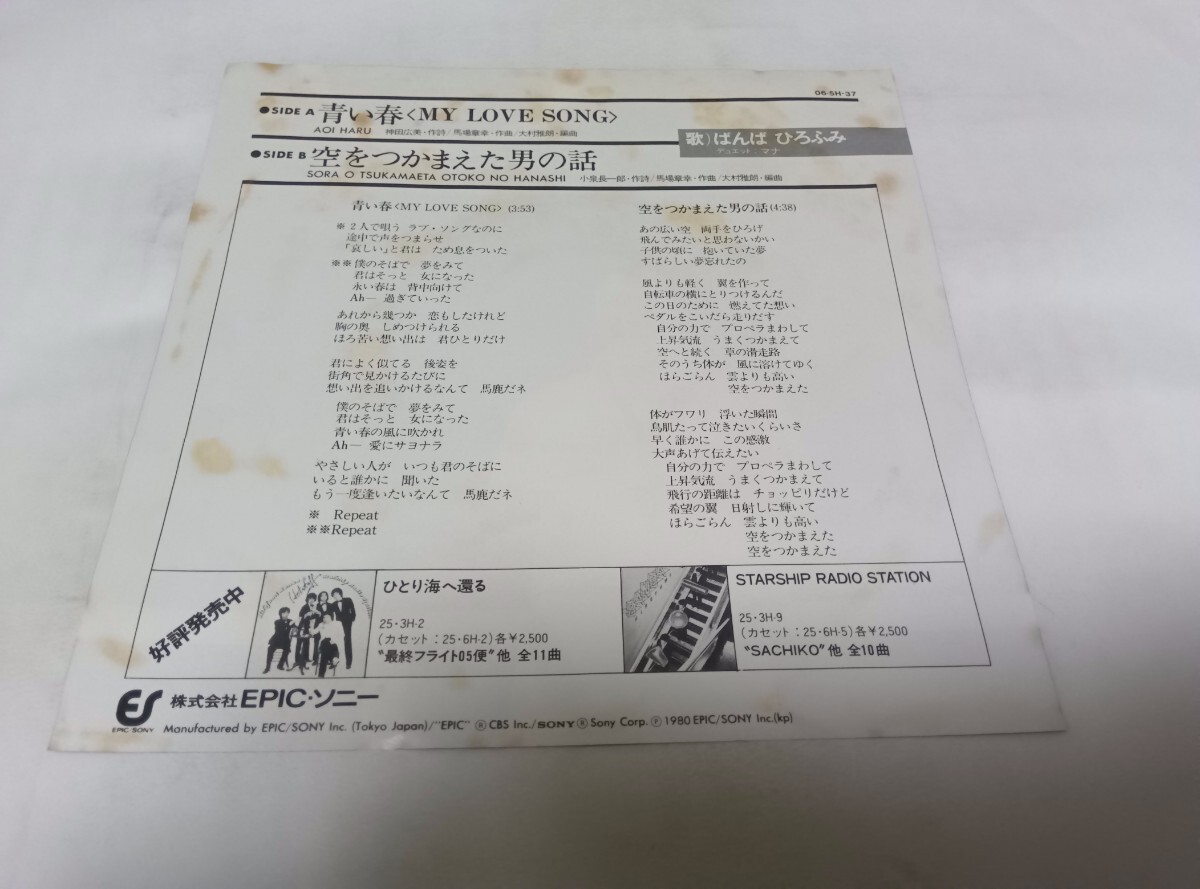 06・5H-37
●SIDE A 青い春〈MY LOVE SONG〉
AOI HARU 神田広美・作詩/馬場章幸・作曲/大村雅朗・編曲
歌)ばんば ひろふみ
デュエット:マナ
●SIDE B 空をつかまえた男の話
SORA O TSUKAMAETA OTOKO NO HANASHI 小泉長一郎・作詩/馬場章幸・作曲/大村雅朗・編曲
青い春〈MY LOVE SONG〉(3:53)
※2人で唄う ラブ・ソングなのに
途中で声をつまらせ
「哀しい」と君は ため息をついた
※※僕のそばで 夢をみて
君はそっと 女になった
永い春は 背中向けて
Ah― 過ぎていった
あれから幾つか 恋もしたけれど
胸の奥 しめつけられる
ほろ苦い想い出は 君ひとりだけ
君によく似てる 後姿を
街角で見かけるたびに
想い出を追いかけるなんて 馬鹿だネ
僕のそばで 夢をみて
君はそっと 女になった
青い春の風に吹かれ
Ah― 愛にサヨナラ
やさしい人が いつも君のそばに
いると誰かに 聞いた
もう一度逢いたいなんて 馬鹿だネ
※ Repeat
※※Repeat
空をつかまえた男の話(4:38)
あの広い空 両手をひろげ
飛んでみたいと思わないかい
子供の頃に 抱いていた夢
すばらしい夢忘れたの
風よりも軽く 翼を作って
自転車の横にとりつけるんだ
この日のために 燃えてた想い
ペダルをこいだら走りだす
自分の力で プロペラまわして
上昇気流 うまくつかまえて
空へと続く 草の滑走路
そのうち体が 風に溶けてゆく
ほらごらん 雲よりも高い
空をつかまえた
体がフワリ 浮いた瞬間
鳥肌たって泣きたいくらいさ
早く誰かに この感激
大声あげて伝えたい
自分の力で プロペラまわして
上昇気流 うまくつかまえて
飛行の距離は チョッピリだけど
希望の翼 日射しに輝いて
ほらごらん 雲よりも高い
空をつかまえた
空をつかまえた
好評発売中
ひとり海へ還る
25・3H-2
(カセット:25・6H-2)各¥2,500
"最終フライト05便"他 全11曲
STARSHIP RADIO STATION
25・3H-9
(カセット:25・6H-5)各¥2,500
"SACHIKO"他 全10曲
ES 株式会社EPIC・ソニー
EPIC SONY
Manufactured by EPIC/SONY Inc. (Tokyo Japan)/"EPIC" ®CBS Inc./SONY®Sony Corp. ℗1980 EPIC/SONY Inc.(kp)